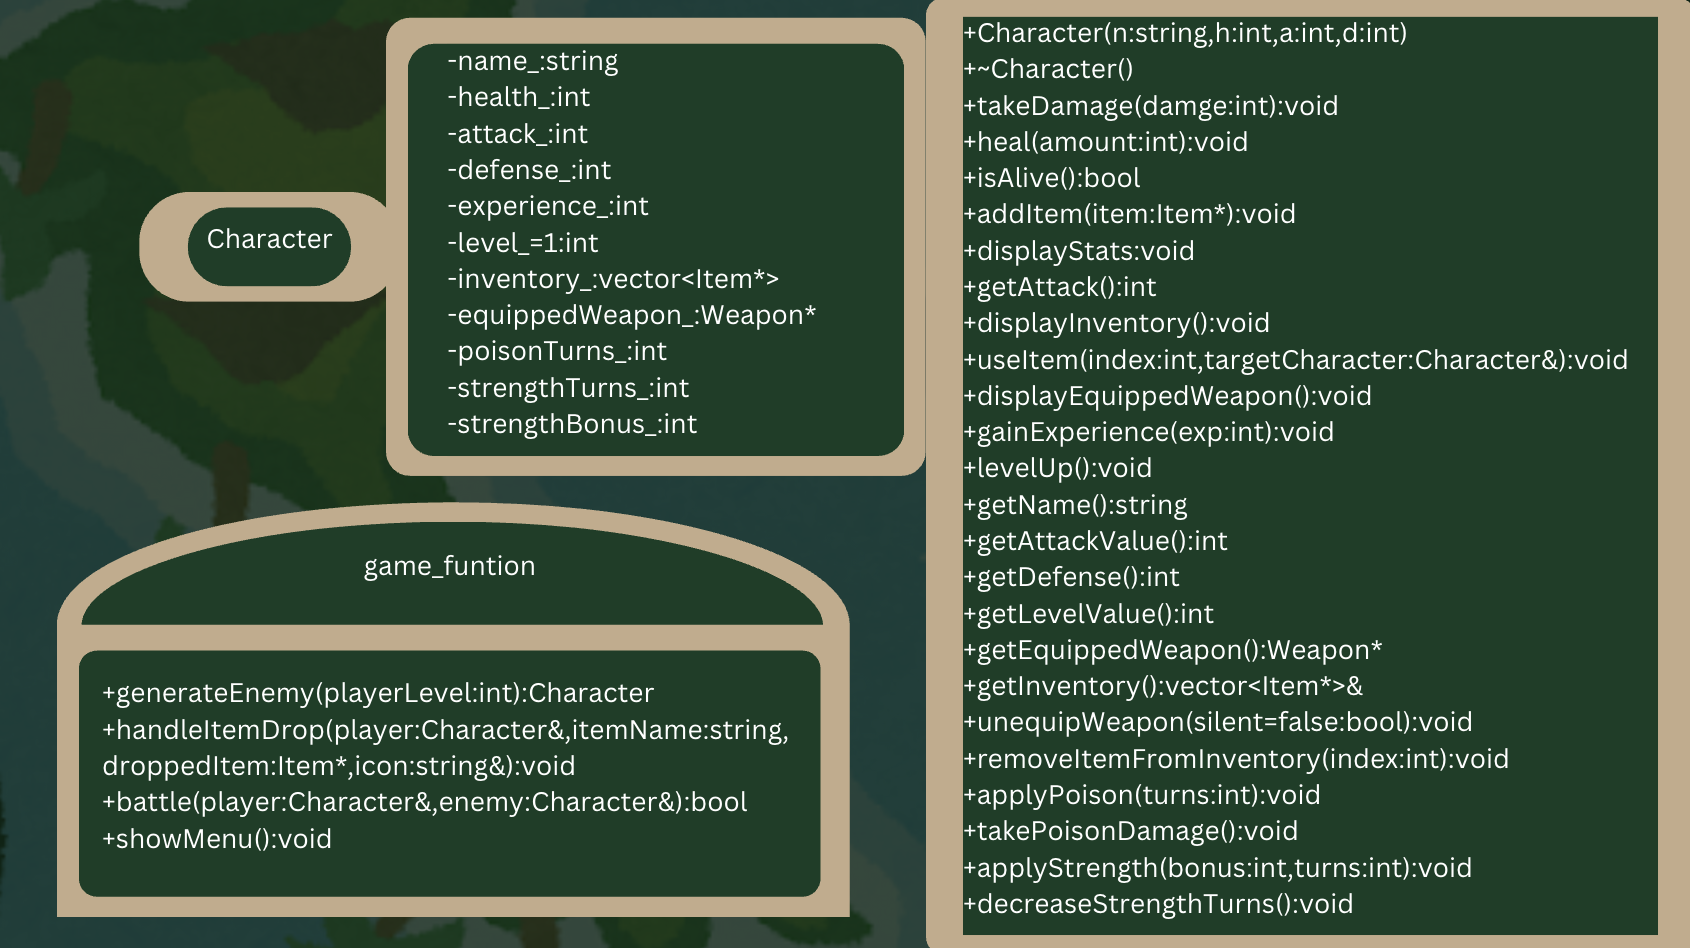 Character
-name_:string
-health_:int
-attack_:int
-defense_:int
-experience_:int
-level_=1:int
-inventory_:vector<Item*>
-equippedWeapon_:Weapon*
-poisonTurns_:int
-strengthTurns_:int
-strengthBonus_:int
+Character(n:string,h:int,a:int,d:int)
+~Character()
+takeDamage(damge:int):void
+heal(amount:int):void
+isAlive():bool
+addItem(item:Item*):void
+displayStats:void
+getAttack():int
+displayInventory():void
+useItem(index:int,targetCharacter:Character&):void
+displayEquippedWeapon():void
+gainExperience(exp:int):void
+levelUp():void
+getName():string
+getAttackValue():int
+getDefense():int
+getLevelValue():int
+getEquippedWeapon():Weapon*
+getInventory():vector<Item*>&
+unequipWeapon(silent=false:bool):void
+removeItemFromInventory(index:int):void
+applyPoison(turns:int):void
+takePoisonDamage():void
+applyStrength(bonus:int,turns:int):void
+decreaseStrengthTurns():void
game_funtion
+generateEnemy(playerLevel:int):Character
+handleItemDrop(player:Character&,itemName:string,
droppedItem:Item*,icon:string&):void
+battle(player:Character&,enemy:Character&):bool
+showMenu():void